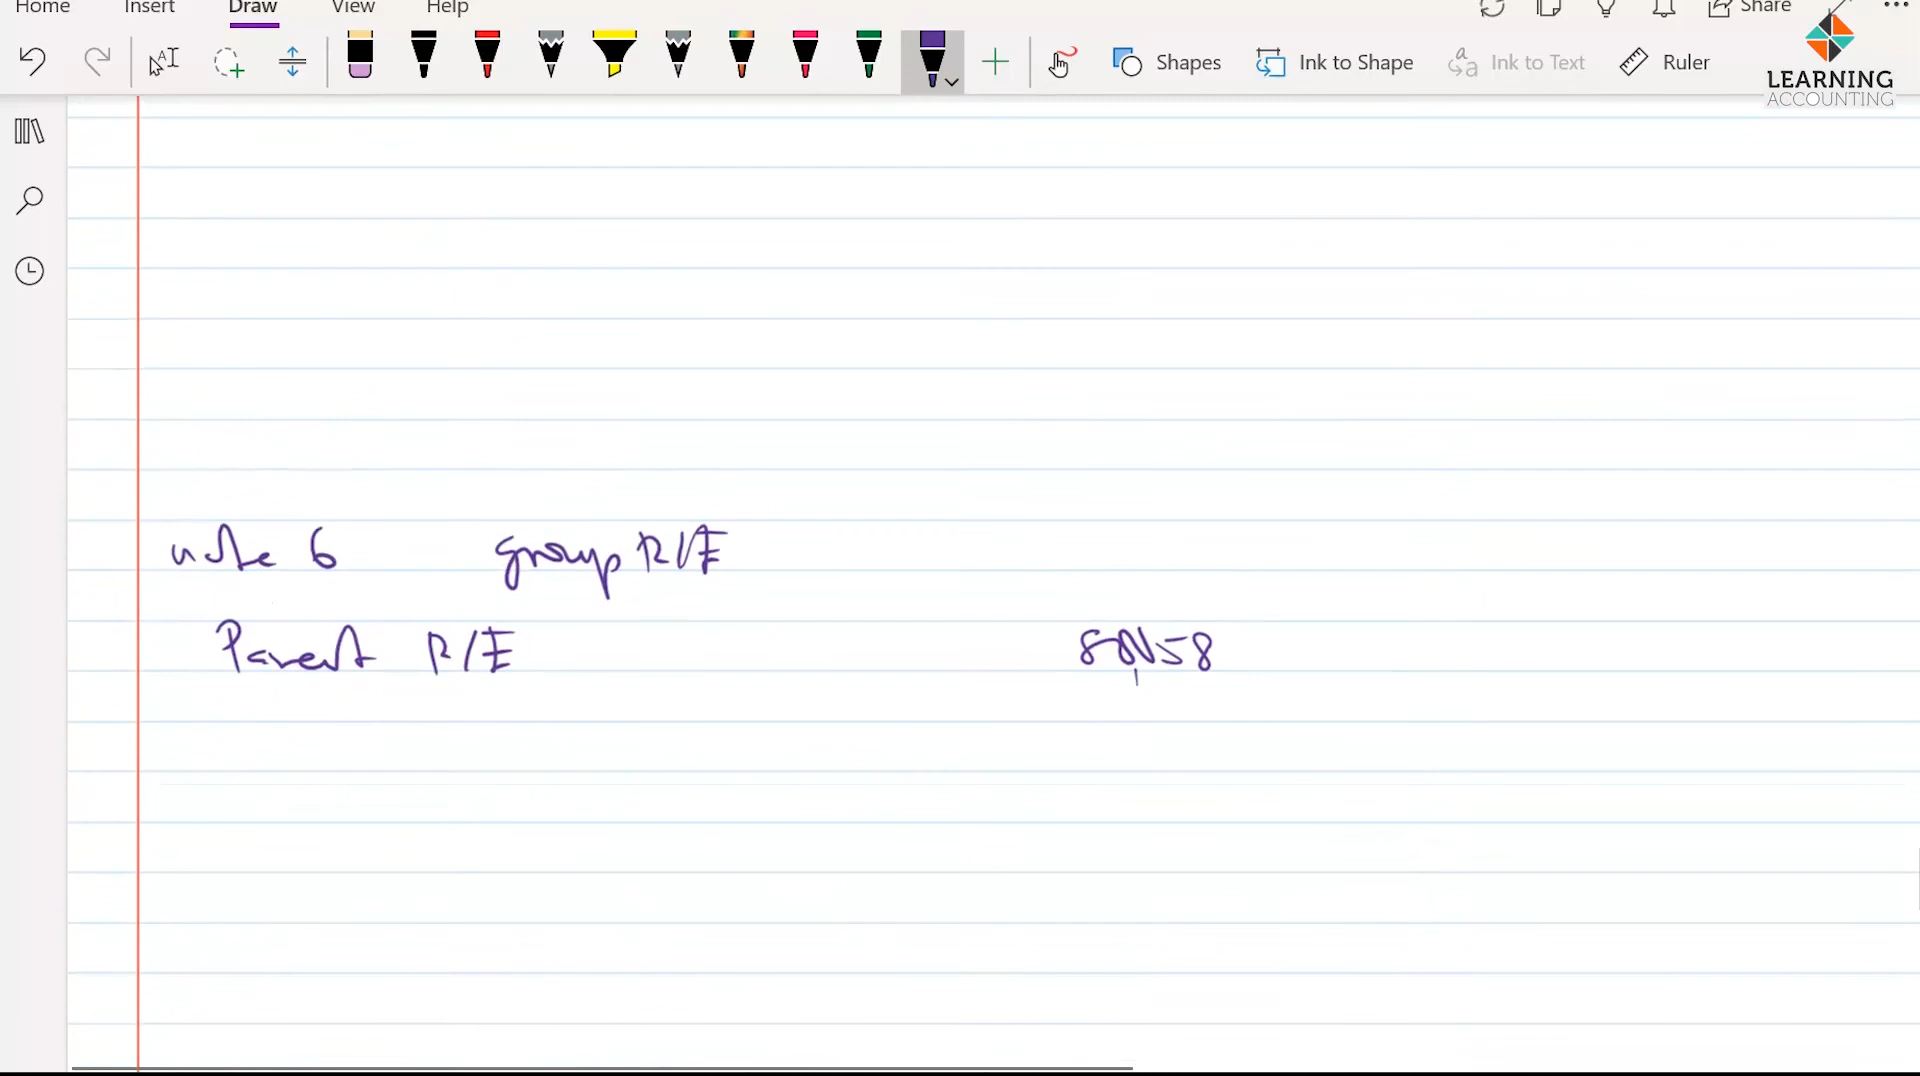 Home Insert Draw View Help Share
Shapes Ink to Shape Ink to Text Ruler
LEARNING
ACCOUNTING
note 6 group R/E
Parent R/E